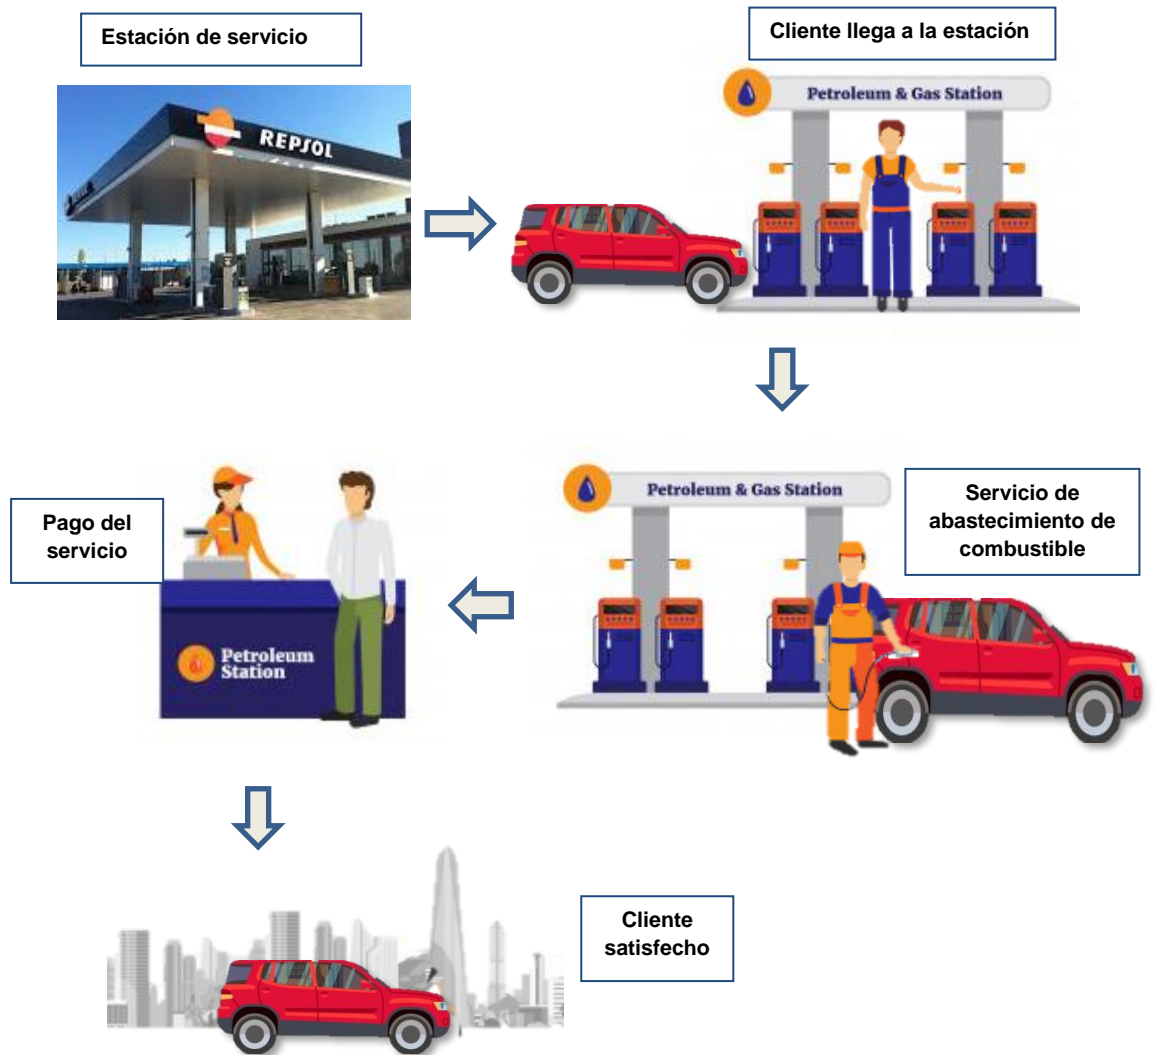 Estación de servicio
REPSOL
Cliente llega a la estación
Petroleum & Gas Station
Petroleum & Gas Station
Servicio de
abastecimiento de
combustible
Pago del
servicio
Petroleum
Station
Cliente
satisfecho